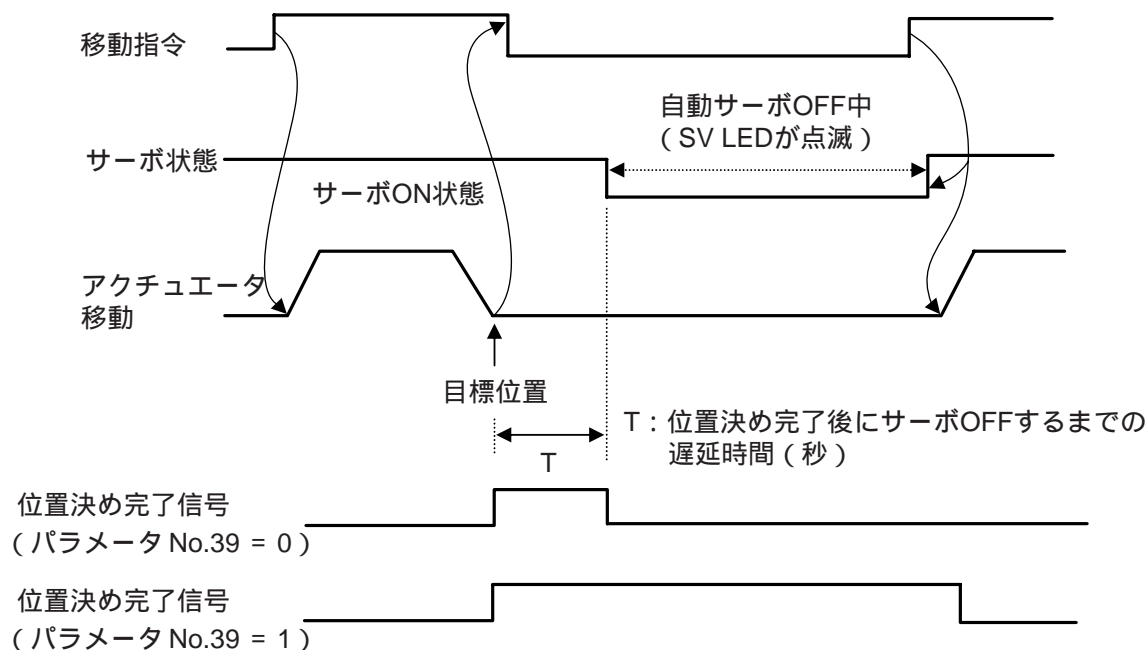 移動指令
自動サーボOFF中
（SV LEDが点滅）
サーボ状態
サーボON状態
アクチュエータ
移動
目標位置
T
T：位置決め完了後にサーボOFFするまでの
遅延時間（秒）
位置決め完了信号
（パラメータ No.39 = 0）
位置決め完了信号
（パラメータ No.39 = 1）